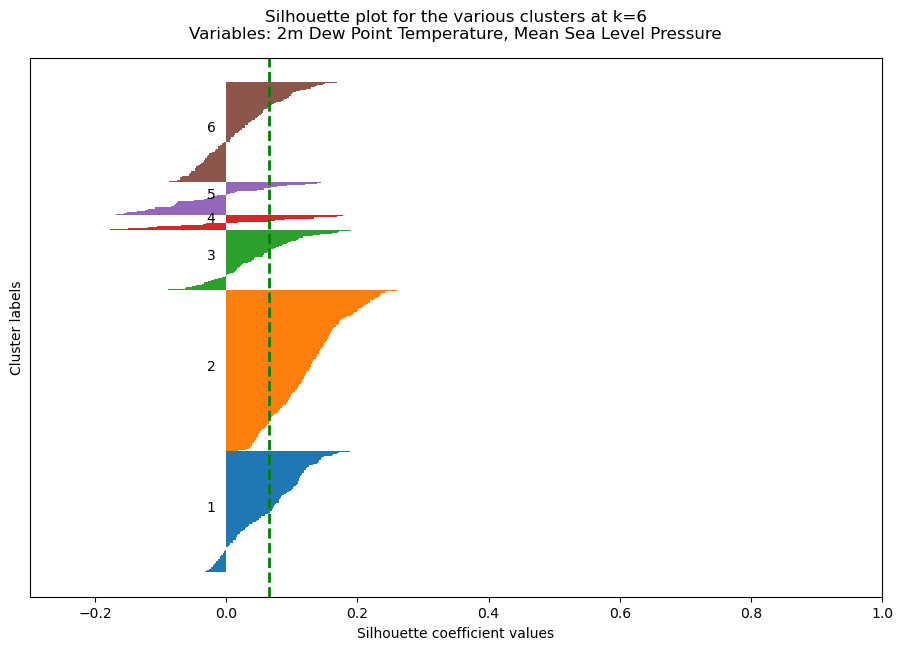 Silhouette plot for the various clusters at k=6
Variables: 2m Dew Point Temperature, Mean Sea Level Pressure
6
5
4
3
2
1
Cluster labels
−0.2 0.0 0.2 0.4 0.6 0.8 1.0
Silhouette coefficient values